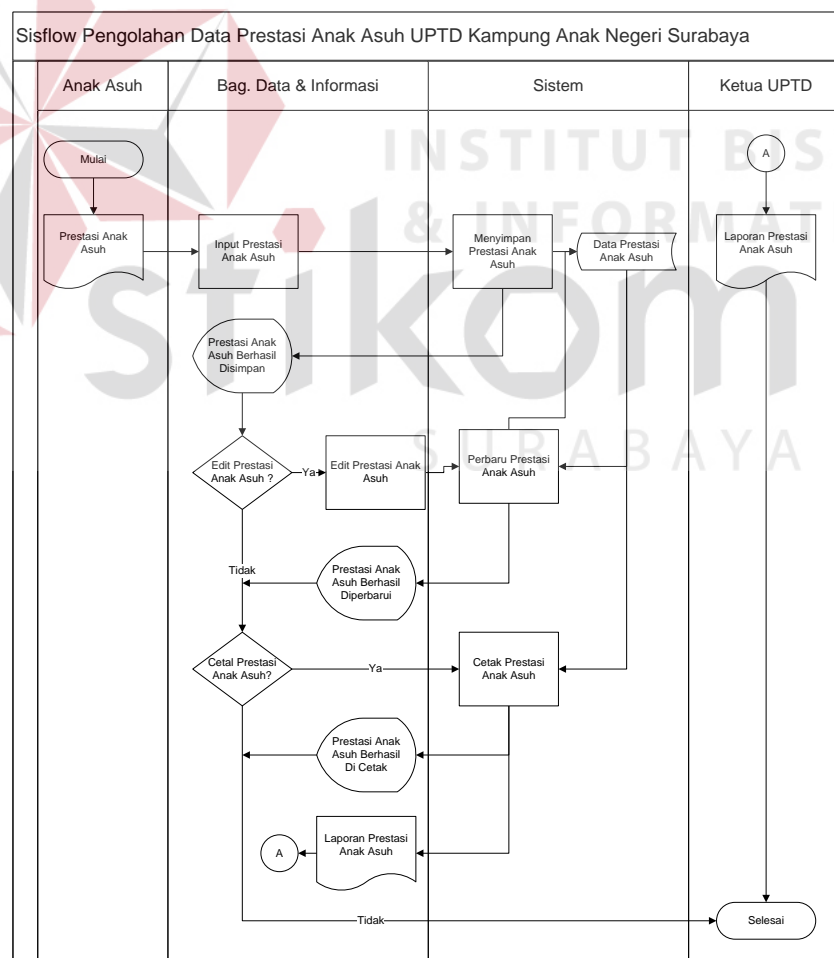 Sisflow Pengolahan Data Prestasi Anak Asuh UPTD Kampung Anak Negeri Surabaya
Anak Asuh
Bag. Data & Informasi
Sistem
Ketua UPTD
INSTITUT BIS
& INFORMAT
stikom
SURABAYA
Mulai
A
Prestasi Anak
Asuh
Input Prestasi
Anak Asuh
Menyimpan
Prestasi Anak
Asuh
Data Prestasi
Anak Asuh
Laporan Prestasi
Anak Asuh
Prestasi Anak
Asuh Berhasil
Disimpan
Edit Prestasi
Anak Asuh ?
Ya
Edit Prestasi Anak
Asuh
Perbaru Prestasi
Anak Asuh
Tidak
Prestasi Anak
Asuh Berhasil
Diperbarui
Cetal Prestasi
Anak Asuh?
Ya
Cetak Prestasi
Anak Asuh
Prestasi Anak
Asuh Berhasil
Di Cetak
A
Laporan Prestasi
Anak Asuh
Tidak
Selesai